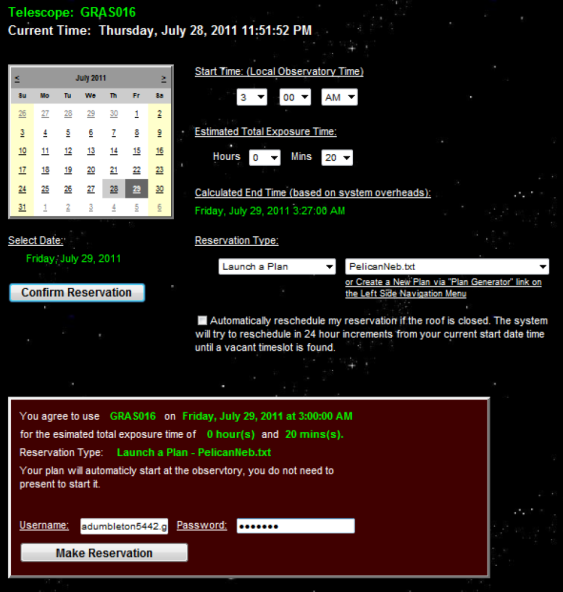 Telescope: GRAS016
Current Time: Thursday, July 28, 2011 11:51:52 PM
< July 2011 >
Su Mo Tu We Th Fr Sa
26 27 28 29 30 1 2
3 4 5 6 7 8 9
10 11 12 13 14 15 16
17 18 19 20 21 22 23
24 25 26 27 28 29 30
31 1 2 3 4 5 6
Select Date:
Friday, July 29, 2011
Confirm Reservation
Start Time: (Local Observatory Time)
3 00 AM
Estimated Total Exposure Time:
Hours 0 Mins 20
Calculated End Time (based on system overheads):
Friday, July 29, 2011 3:27:00 AM
Reservation Type:
Launch a Plan PelicanNeb.txt
or Create a New Plan via "Plan Generator" link on
the Left Side Navigation Menu
Automatically reschedule my reservation if the roof is closed. The system
will try to reschedule in 24 hour increments from your current start date time
until a vacant timeslot is found.
You agree to use GRAS016 on Friday, July 29, 2011 at 3:00:00 AM
for the esimated total exposure time of 0 hour(s) and 20 mins(s).
Reservation Type: Launch a Plan - PelicanNeb.txt
Your plan will automaticly start at the observtory, you do not need to
present to start it.
Username: adumbleton5442.g Password: •••••••
Make Reservation